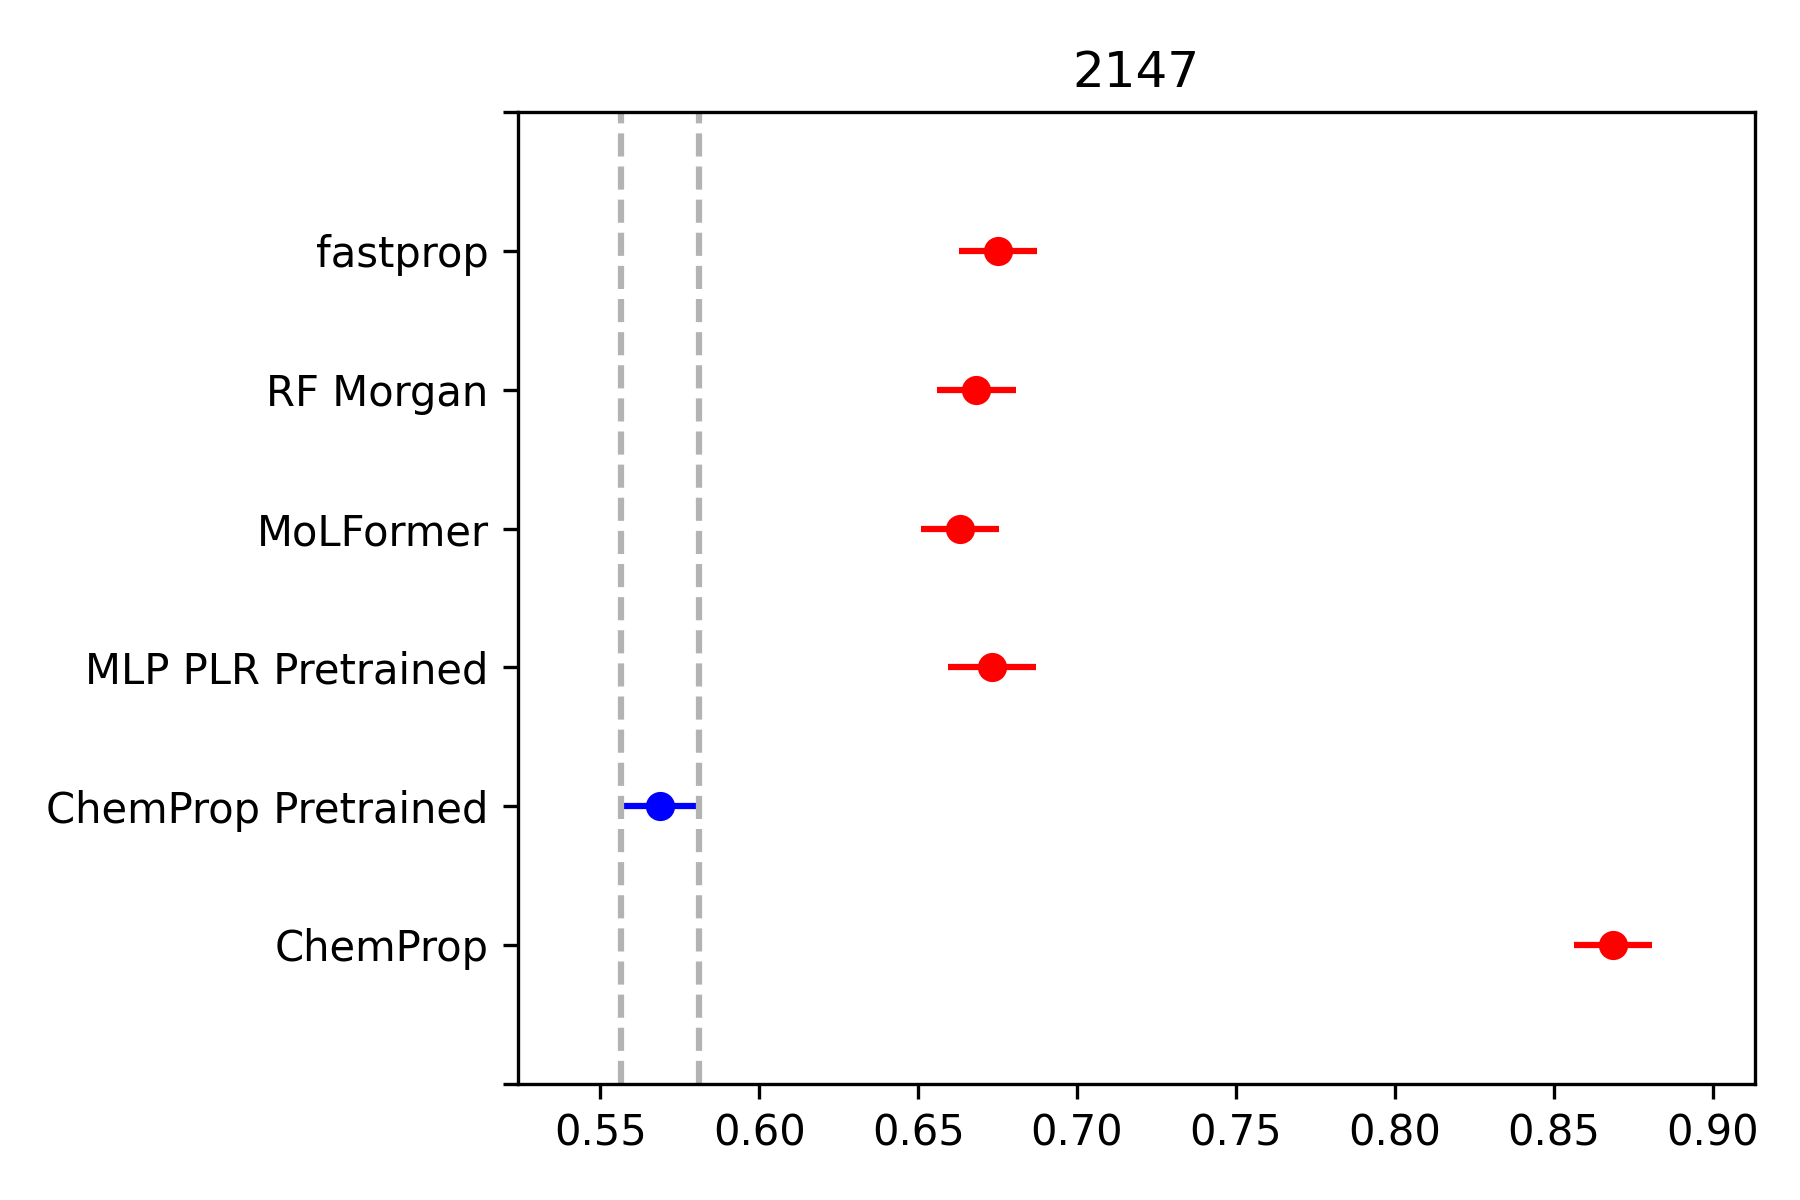 2147
fastprop
RF Morgan
MoLFormer
MLP PLR Pretrained
ChemProp Pretrained
ChemProp
0.55 0.60 0.65 0.70 0.75 0.80 0.85 0.90